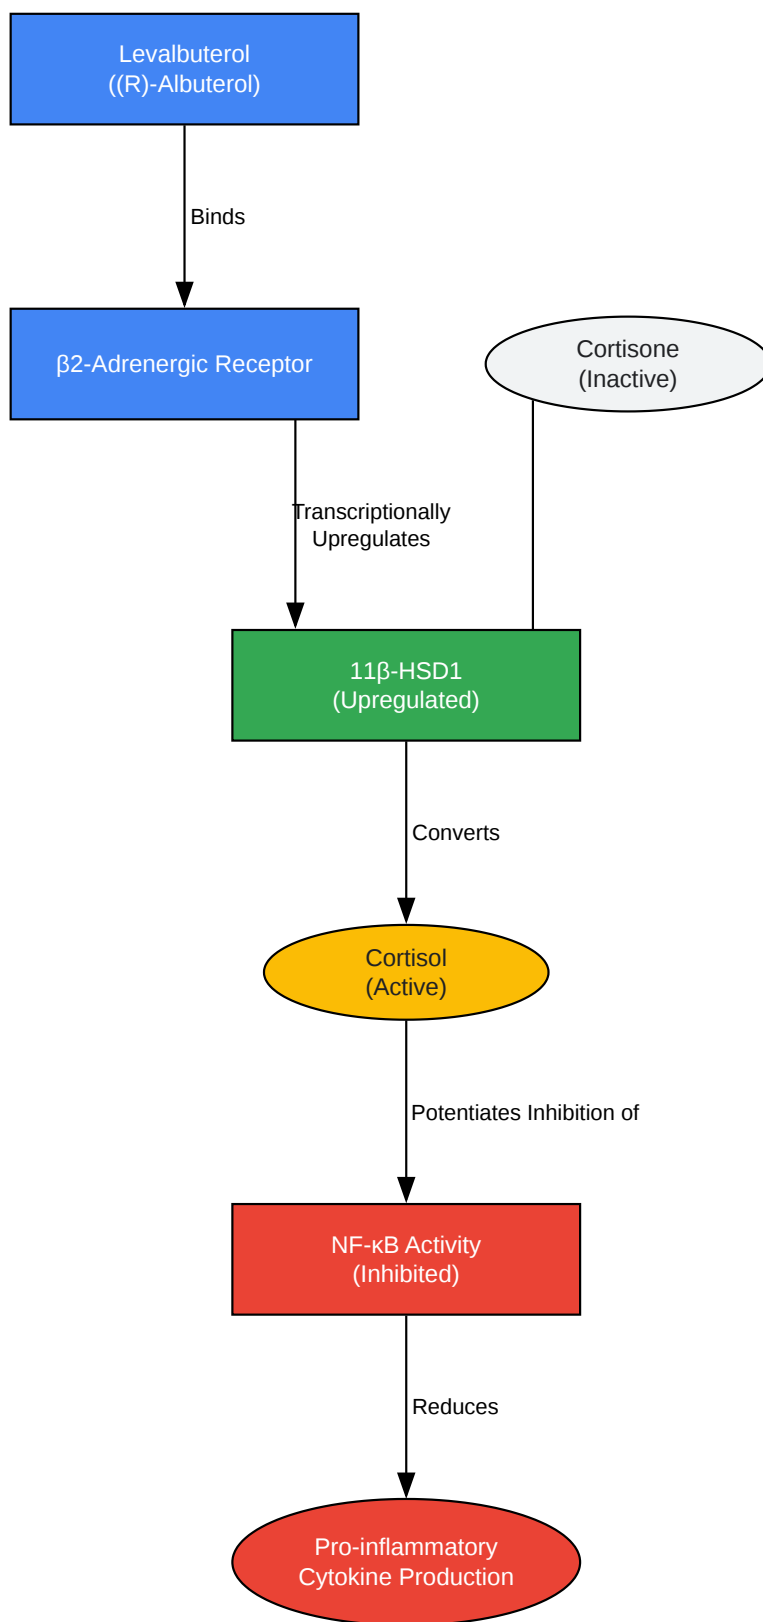 Levalbuterol
((R)-Albuterol)
Binds
β2-Adrenergic Receptor
Cortisone
(Inactive)
Transcriptionally
Upregulates
11β-HSD1
(Upregulated)
Converts
Cortisol
(Active)
Potentiates Inhibition of
NF-κB Activity
(Inhibited)
Reduces
Pro-inflammatory
Cytokine Production